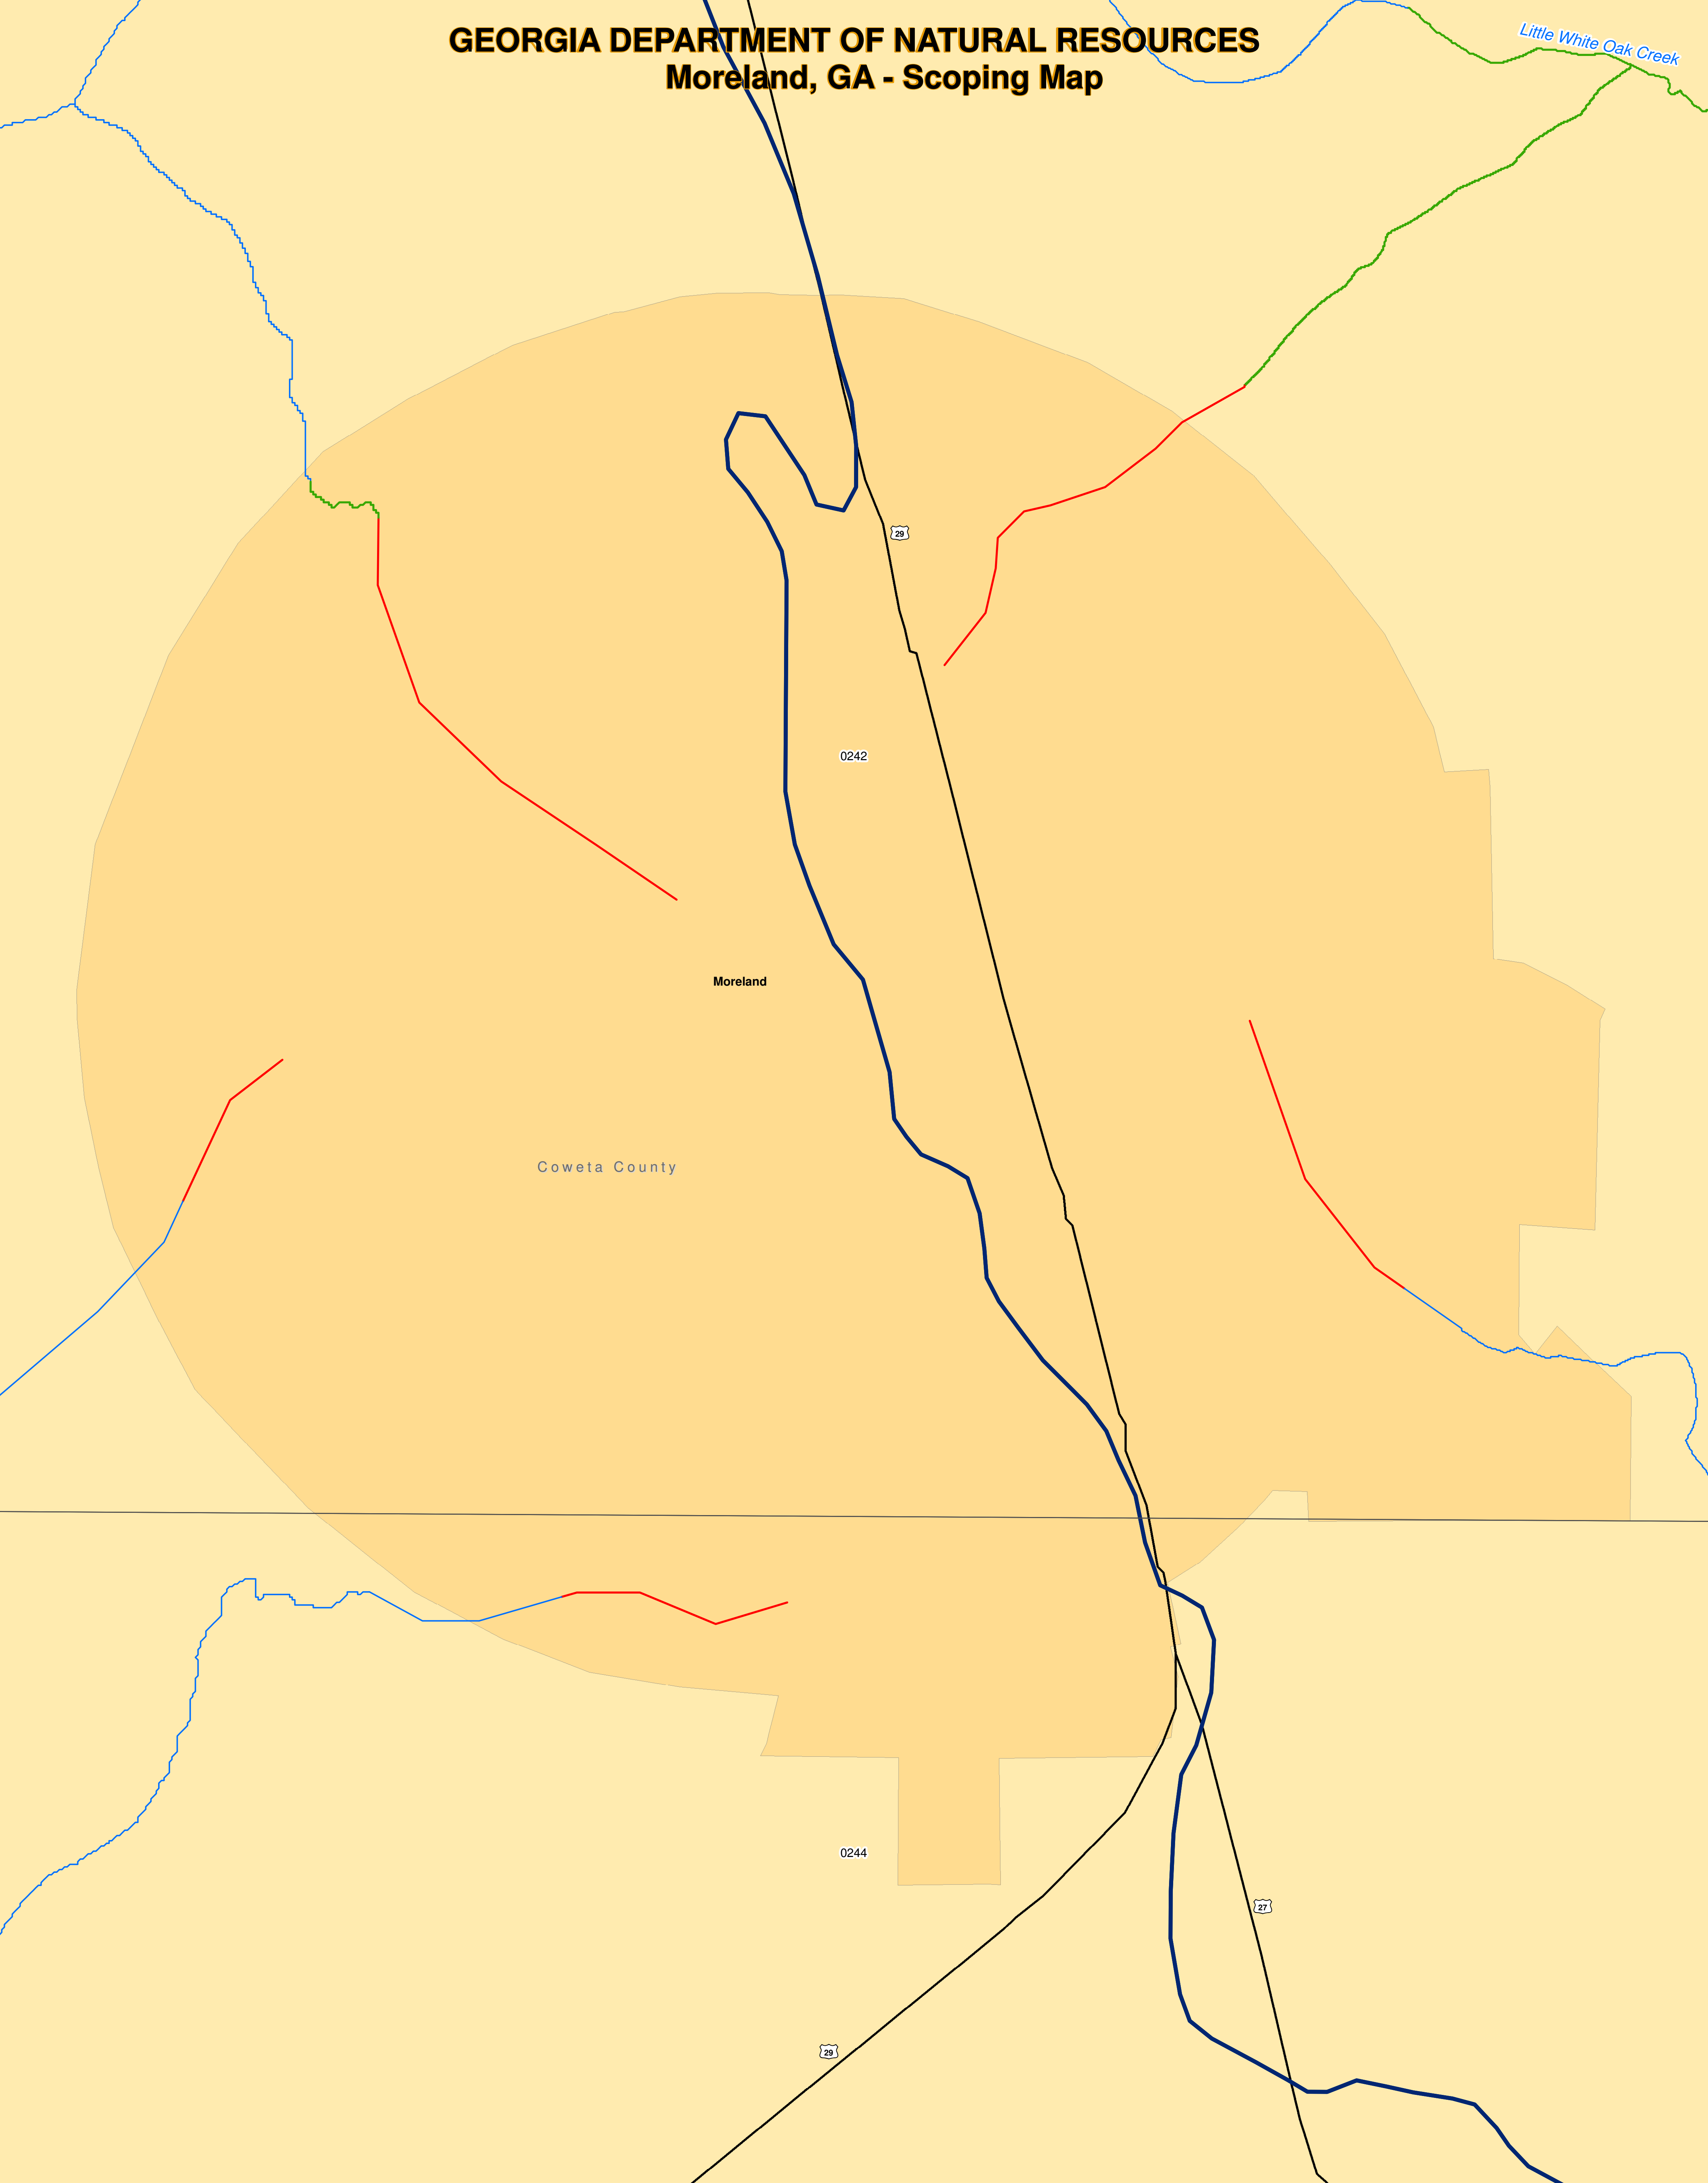 GEORGIA DEPARTMENT OF NATURAL RESOURCES
Moreland, GA - Scoping Map
Little White Oak Creek
29
0242
Moreland
Coweta County
0244
27
29